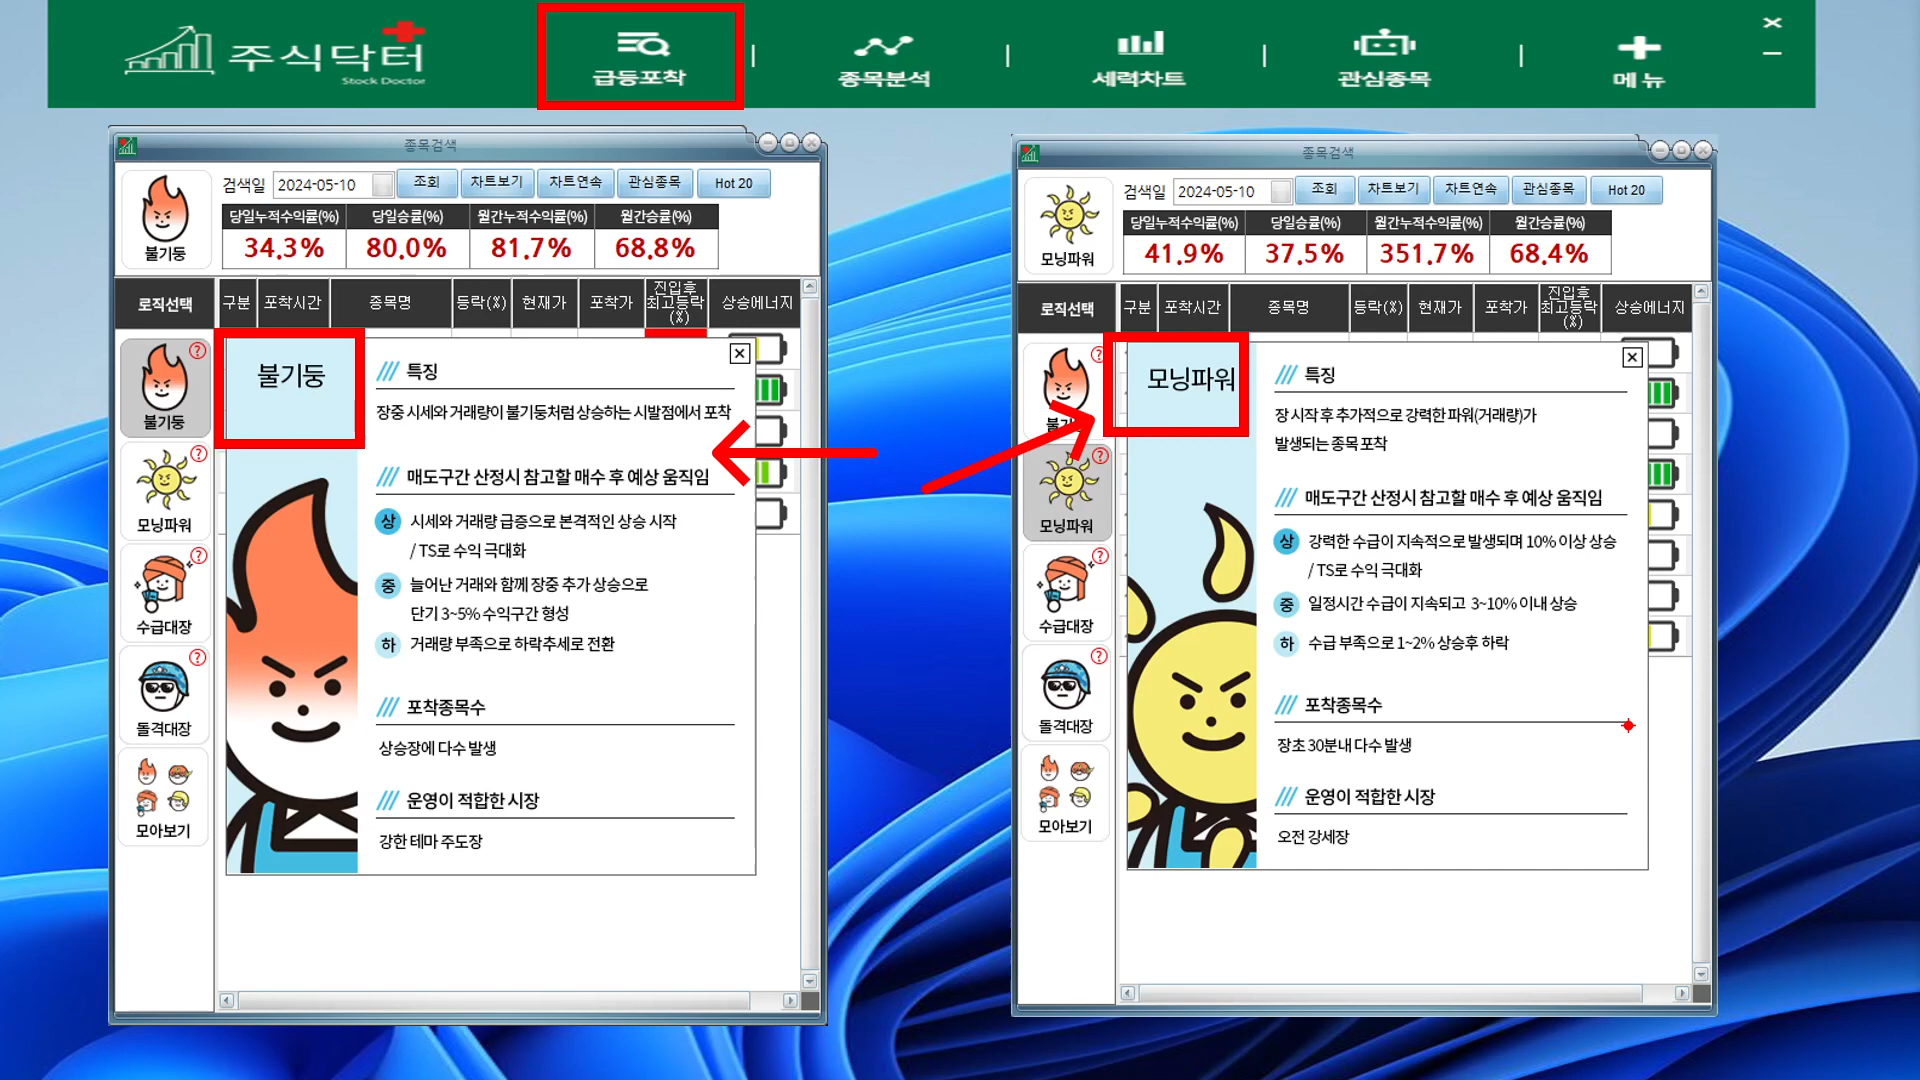 주식닥터
Stock Doctor
급등포착
종목분석
세력차트
관심종목
메뉴
종목검색
불기둥
검색일 2024-05-10 조회 차트보기 차트연속 관심종목 Hot 20
당일누적수익률(%) 당일승률(%) 월간누적수익률(%) 월간승률(%)
34.3% 80.0% 81.7% 68.8%
로직선택 구분 포착시간 종목명 등락(%) 현재가 포착가 진입후 최고등락 (%) 상승에너지
불기둥
모닝파워
수급대장
돌격대장
모아보기
불기둥
/// 특징
장중 시세와 거래량이 불기둥처럼 상승하는 시발점에서 포착
/// 매도구간 산정시 참고할 매수 후 예상 움직임
상 시세와 거래량 급증으로 본격적인 상승 시작
/ TS로 수익 극대화
중 늘어난 거래와 함께 장중 추가 상승으로
단기 3~5% 수익구간 형성
하 거래량 부족으로 하락추세로 전환
/// 포착종목수
상승장에 다수 발생
/// 운영이 적합한 시장
강한 테마 주도장
종목검색
모닝파워
검색일 2024-05-10 조회 차트보기 차트연속 관심종목 Hot 20
당일누적수익률(%) 당일승률(%) 월간누적수익률(%) 월간승률(%)
41.9% 37.5% 351.7% 68.4%
로직선택 구분 포착시간 종목명 등락(%) 현재가 포착가 진입후 최고등락 (%) 상승에너지
모닝파워
수급대장
돌격대장
모아보기
모닝파워
/// 특징
장 시작 후 추가적으로 강력한 파워(거래량)가
발생되는 종목 포착
/// 매도구간 산정시 참고할 매수 후 예상 움직임
상 강력한 수급이 지속적으로 발생되며 10% 이상 상승
/ TS로 수익 극대화
중 일정시간 수급이 지속되고 3~10% 이내 상승
하 수급 부족으로 1~2% 상승후 하락
/// 포착종목수
장초 30분내 다수 발생
/// 운영이 적합한 시장
오전 강세장